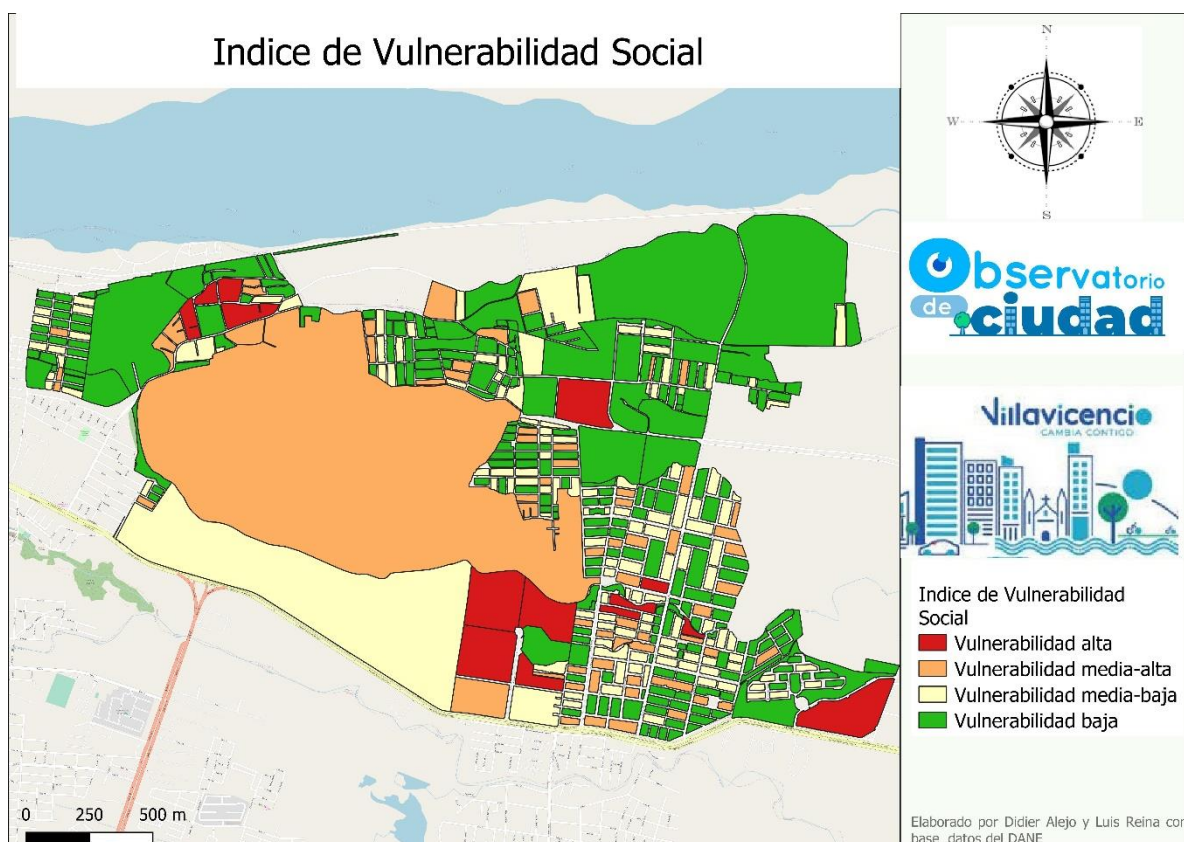 Indice de Vulnerabilidad Social
N
W
E
S
Observatorio
de
ciudad
Villavicencio
CAMBIA CONTIGO
Indice de Vulnerabilidad
Social
Vulnerabilidad alta
Vulnerabilidad media-alta
Vulnerabilidad media-baja
Vulnerabilidad baja
0 250 500 m
Elaborado por Didier Alejo y Luis Reina con
base datos del DANE